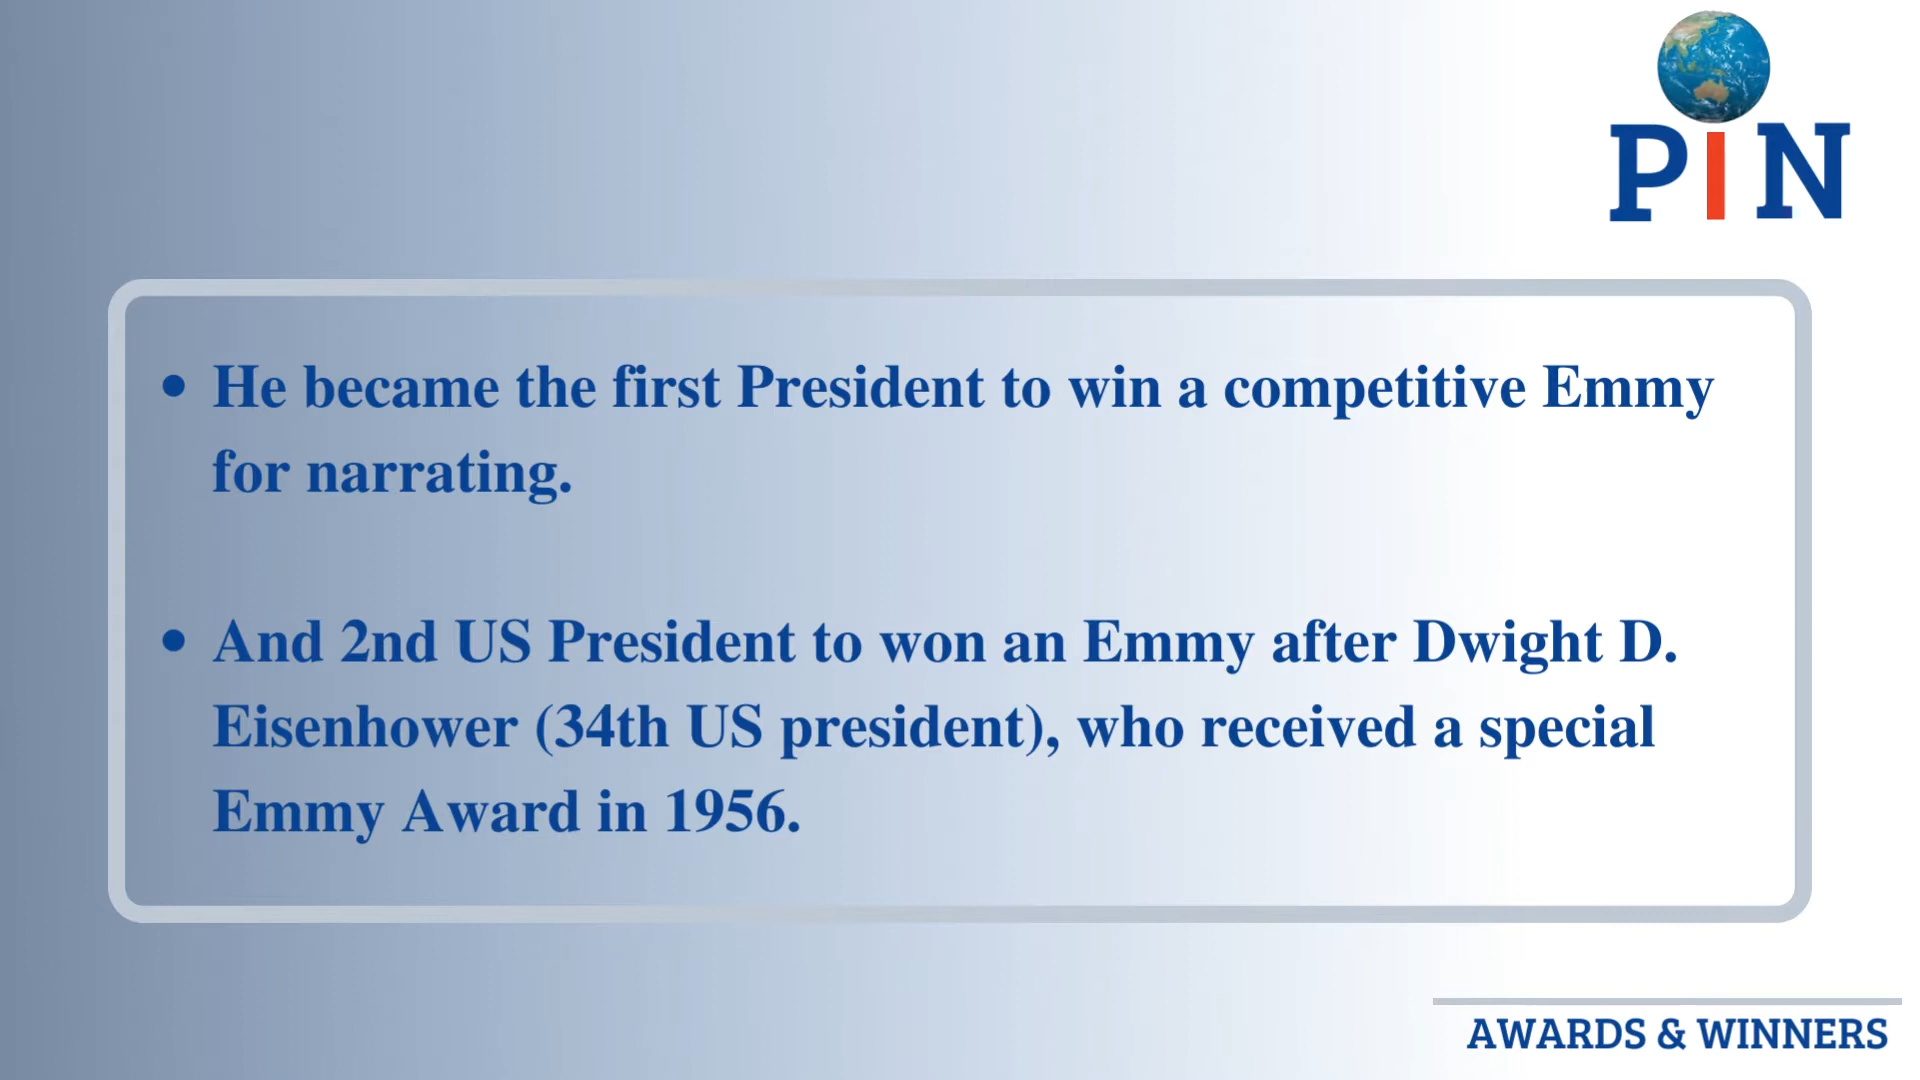 PIN
• He became the first President to win a competitive Emmy
for narrating.
• And 2nd US President to won an Emmy after Dwight D.
Eisenhower (34th US president), who received a special
Emmy Award in 1956.
AWARDS & WINNERS